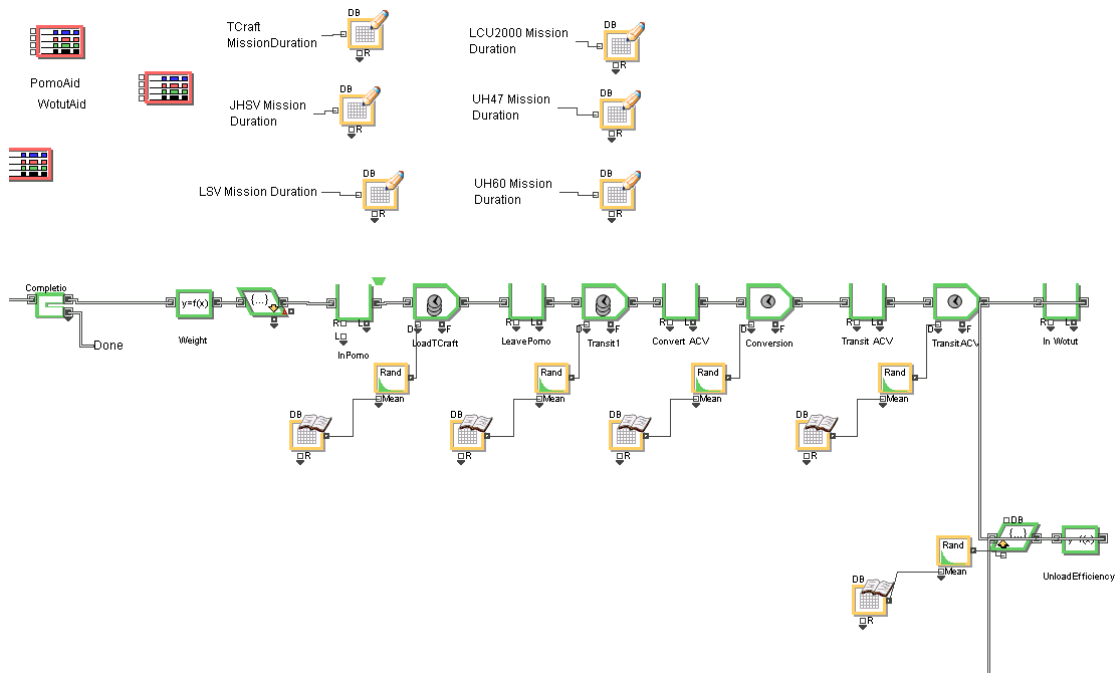 DB
TCraft
MissionDuration
R
DB
LCU2000 Mission
Duration
R
PomoAid
WotutAid
DB
JHSV Mission
Duration
R
DB
UH47 Mission
Duration
R
DB
LSV Mission Duration
R
DB
UH60 Mission
Duration
R
Completio
Done
y=f(x)
Weight
{...}
R
L
L
InPomo
D
F
LoadTCraft
R
L
LeavePomo
D
F
Transit1
R
L
Convert ACV
D
F
Conversion
R
L
Transit ACV
D
F
TransitACV
R
L
In Wotut
Rand
Mean
DB
R
Rand
Mean
DB
R
Rand
Mean
DB
R
Rand
Mean
DB
R
DB
{...}
y=f(x)
UnloadEfficiency
Rand
Mean
DB
R